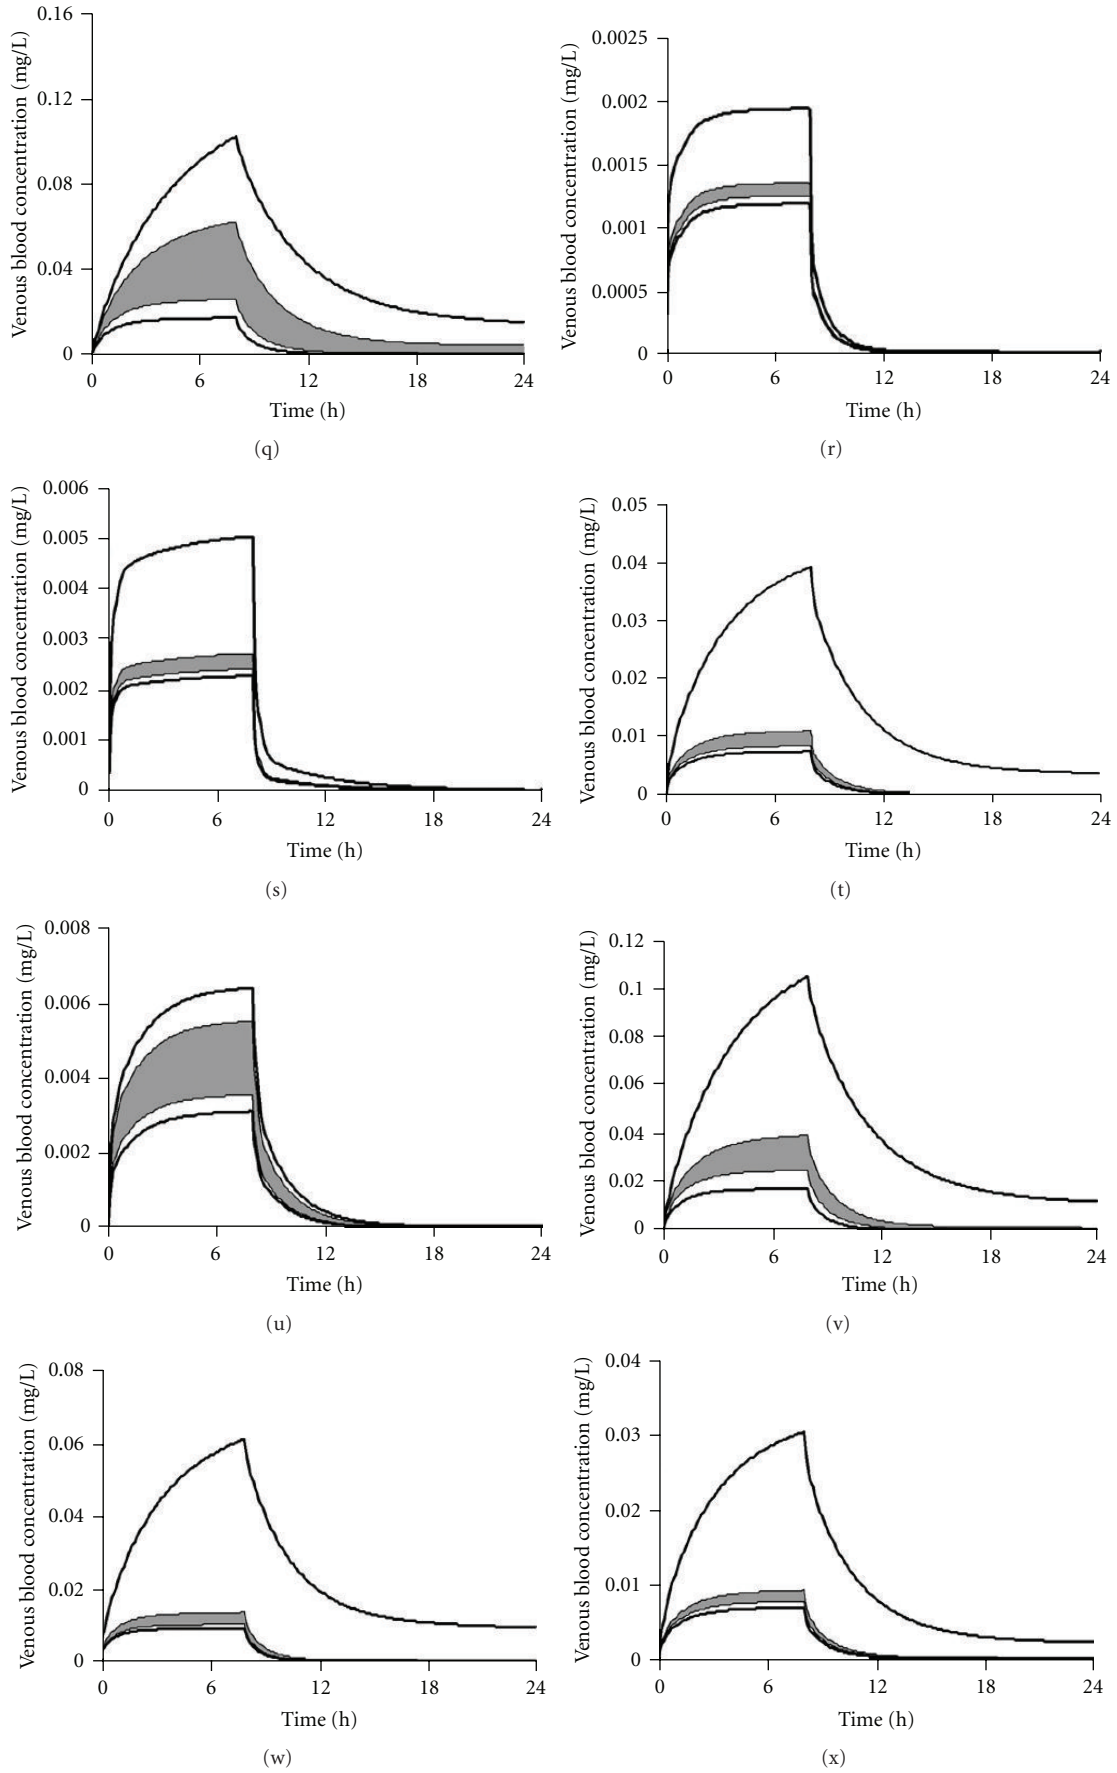 Venous blood concentration (mg/L)
0.16
0.12
0.08
0.04
0
0 6 12 18 24
Time (h)
(q)
Venous blood concentration (mg/L)
0.0025
0.002
0.0015
0.001
0.0005
0
0 6 12 18 24
Time (h)
(r)
Venous blood concentration (mg/L)
0.006
0.005
0.004
0.003
0.002
0.001
0
0 6 12 18 24
Time (h)
(s)
Venous blood concentration (mg/L)
0.05
0.04
0.03
0.02
0.01
0
0 6 12 18 24
Time (h)
(t)
Venous blood concentration (mg/L)
0.008
0.006
0.004
0.002
0
0 6 12 18 24
Time (h)
(u)
Venous blood concentration (mg/L)
0.12
0.1
0.08
0.06
0.04
0.02
0
0 6 12 18 24
Time (h)
(v)
Venous blood concentration (mg/L)
0.08
0.06
0.04
0.02
0
0 6 12 18 24
Time (h)
(w)
Venous blood concentration (mg/L)
0.04
0.03
0.02
0.01
0
0 6 12 18 24
Time (h)
(x)